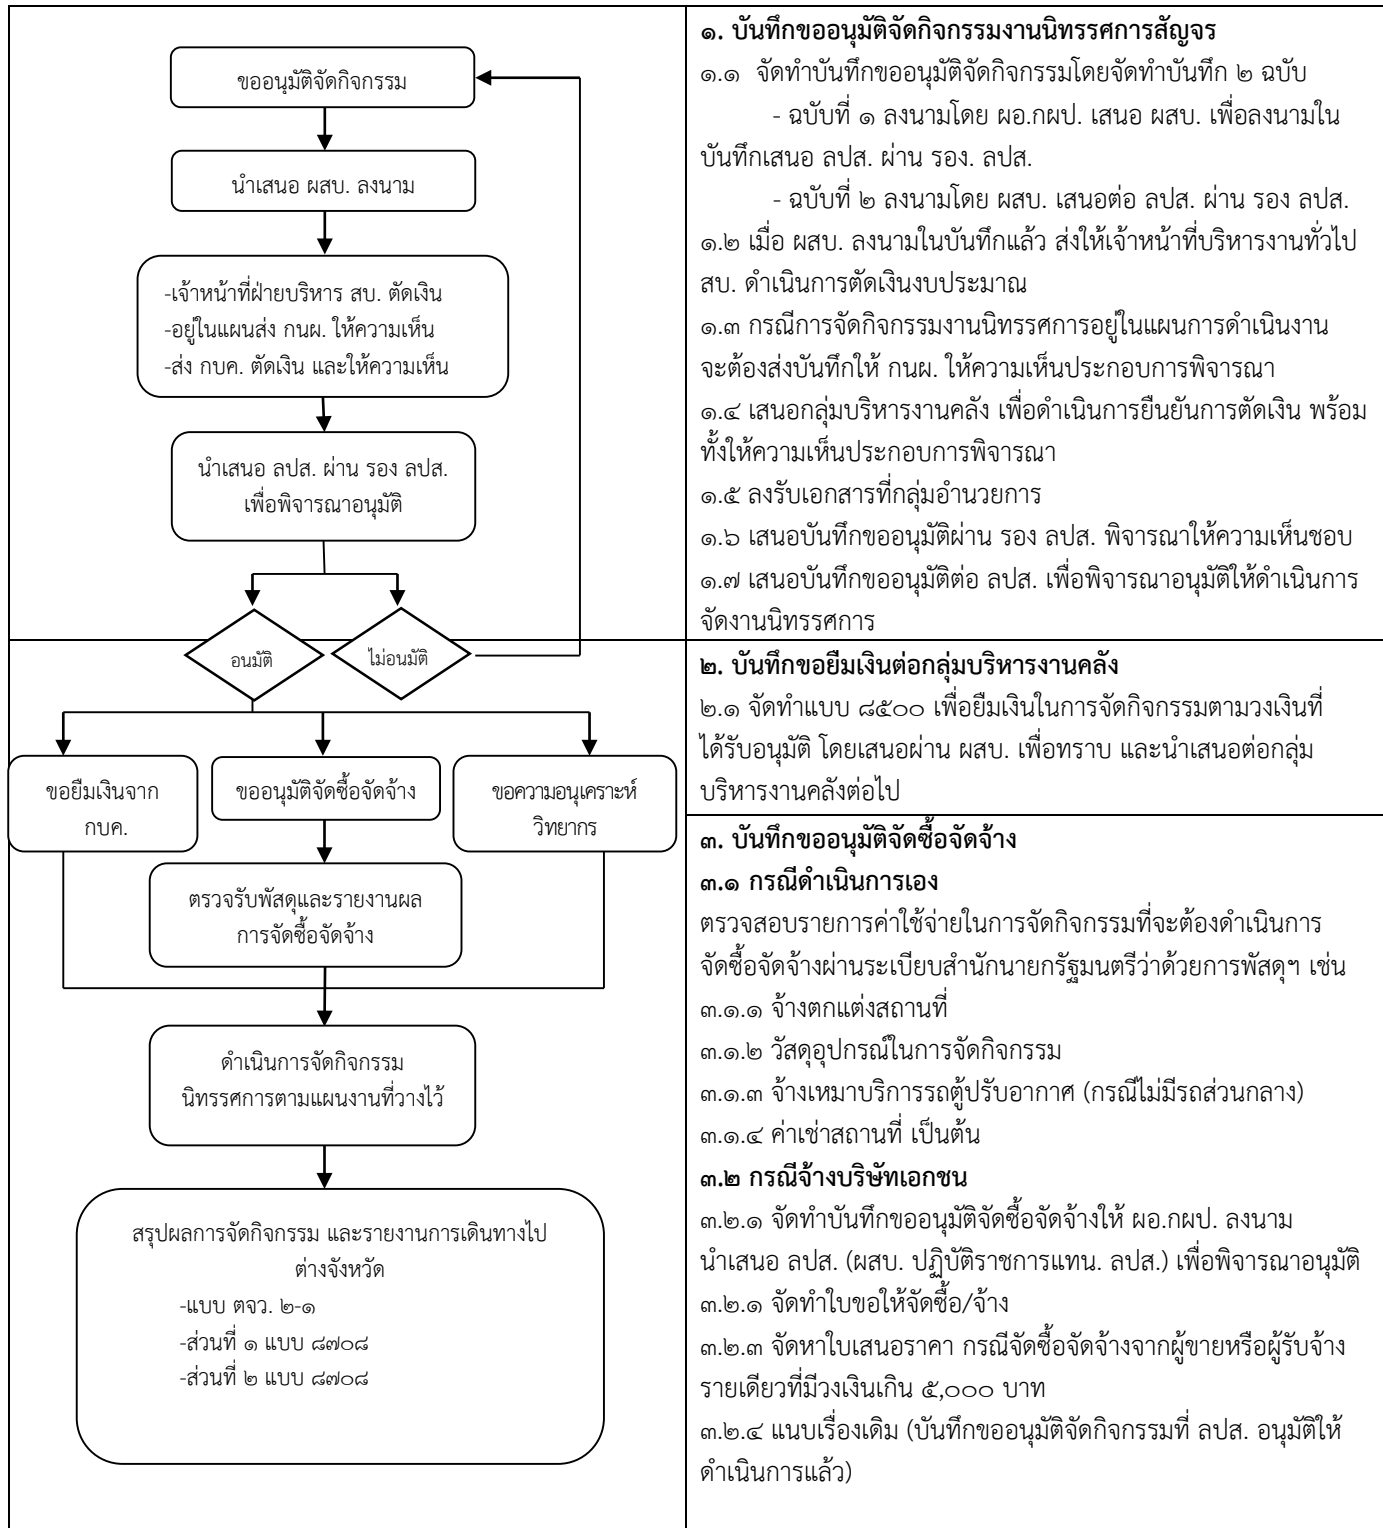 ขออนุมัติจัดกิจกรรม
นำเสนอ ผสบ. ลงนาม
-เจ้าหน้าที่ฝ่ายบริหาร สบ. ตัดเงิน
-อยู่ในแผนส่ง กนผ. ให้ความเห็น
-ส่ง กบค. ตัดเงิน และให้ความเห็น
นำเสนอ ลปส. ผ่าน รอง ลปส.
เพื่อพิจารณาอนุมัติ
อนมัติ
ไม่อนมัติ
ขอยืมเงินจาก
กบค.
ขออนุมัติจัดซื้อจัดจ้าง
ขอความอนุเคราะห์
วิทยากร
ตรวจรับพัสดุและรายงานผล
การจัดซื้อจัดจ้าง
ดำเนินการจัดกิจกรรม
นิทรรศการตามแผนงานที่วางไว้
สรุปผลการจัดกิจกรรม และรายงานการเดินทางไป
ต่างจังหวัด
-แบบ ตจว. ๒-๑
-ส่วนที่ ๑ แบบ ๘๗๐๘
-ส่วนที่ ๒ แบบ ๘๗๐๘
๑. บันทึกขออนุมัติจัดกิจกรรมงานนิทรรศการสัญจร
๑.๑ จัดทำบันทึกขออนุมัติจัดกิจกรรมโดยจัดทำบันทึก ๒ ฉบับ
- ฉบับที่ ๑ ลงนามโดย ผอ.กผป. เสนอ ผสบ. เพื่อลงนามใน
บันทึกเสนอ ลปส. ผ่าน รอง. ลปส.
- ฉบับที่ ๒ ลงนามโดย ผสบ. เสนอต่อ ลปส. ผ่าน รอง ลปส.
๑.๒ เมื่อ ผสบ. ลงนามในบันทึกแล้ว ส่งให้เจ้าหน้าที่บริหารงานทั่วไป
สบ. ดำเนินการตัดเงินงบประมาณ
๑.๓ กรณีการจัดกิจกรรมงานนิทรรศการอยู่ในแผนการดำเนินงาน
จะต้องส่งบันทึกให้ กนผ. ให้ความเห็นประกอบการพิจารณา
๑.๔ เสนอกลุ่มบริหารงานคลัง เพื่อดำเนินการยืนยันการตัดเงิน พร้อม
ทั้งให้ความเห็นประกอบการพิจารณา
๑.๕ ลงรับเอกสารที่กลุ่มอำนวยการ
๑.๖ เสนอบันทึกขออนุมัติผ่าน รอง ลปส. พิจารณาให้ความเห็นชอบ
๑.๗ เสนอบันทึกขออนุมัติต่อ ลปส. เพื่อพิจารณาอนุมัติให้ดำเนินการ
จัดงานนิทรรศการ
๒. บันทึกขอยืมเงินต่อกลุ่มบริหารงานคลัง
๒.๑ จัดทำแบบ ๘๕๐๐ เพื่อยืมเงินในการจัดกิจกรรมตามวงเงินที่
ได้รับอนุมัติ โดยเสนอผ่าน ผสบ. เพื่อทราบ และนำเสนอต่อกลุ่ม
บริหารงานคลังต่อไป
๓. บันทึกขออนุมัติจัดซื้อจัดจ้าง
๓.๑ กรณีดำเนินการเอง
ตรวจสอบรายการค่าใช้จ่ายในการจัดกิจกรรมที่จะต้องดำเนินการ
จัดซื้อจัดจ้างผ่านระเบียบสำนักนายกรัฐมนตรีว่าด้วยการพัสดุฯ เช่น
๓.๑.๑ จ้างตกแต่งสถานที่
๓.๑.๒ วัสดุอุปกรณ์ในการจัดกิจกรรม
๓.๑.๓ จ้างเหมาบริการรถตู้ปรับอากาศ (กรณีไม่มีรถส่วนกลาง)
๓.๑.๔ ค่าเช่าสถานที่ เป็นต้น
๓.๒ กรณีจ้างบริษัทเอกชน
๓.๒.๑ จัดทำบันทึกขออนุมัติจัดซื้อจัดจ้างให้ ผอ.กผป. ลงนาม
นำเสนอ ลปส. (ผสบ. ปฏิบัติราชการแทน. ลปส.) เพื่อพิจารณาอนุมัติ
๓.๒.๑ จัดทำใบขอให้จัดซื้อ/จ้าง
๓.๒.๓ จัดหาใบเสนอราคา กรณีจัดซื้อจัดจ้างจากผู้ขายหรือผู้รับจ้าง
รายเดียวที่มีวงเงินเกิน ๕,๐๐๐ บาท
๓.๒.๔ แนบเรื่องเดิม (บันทึกขออนุมัติจัดกิจกรรมที่ ลปส. อนุมัติให้
ดำเนินการแล้ว)